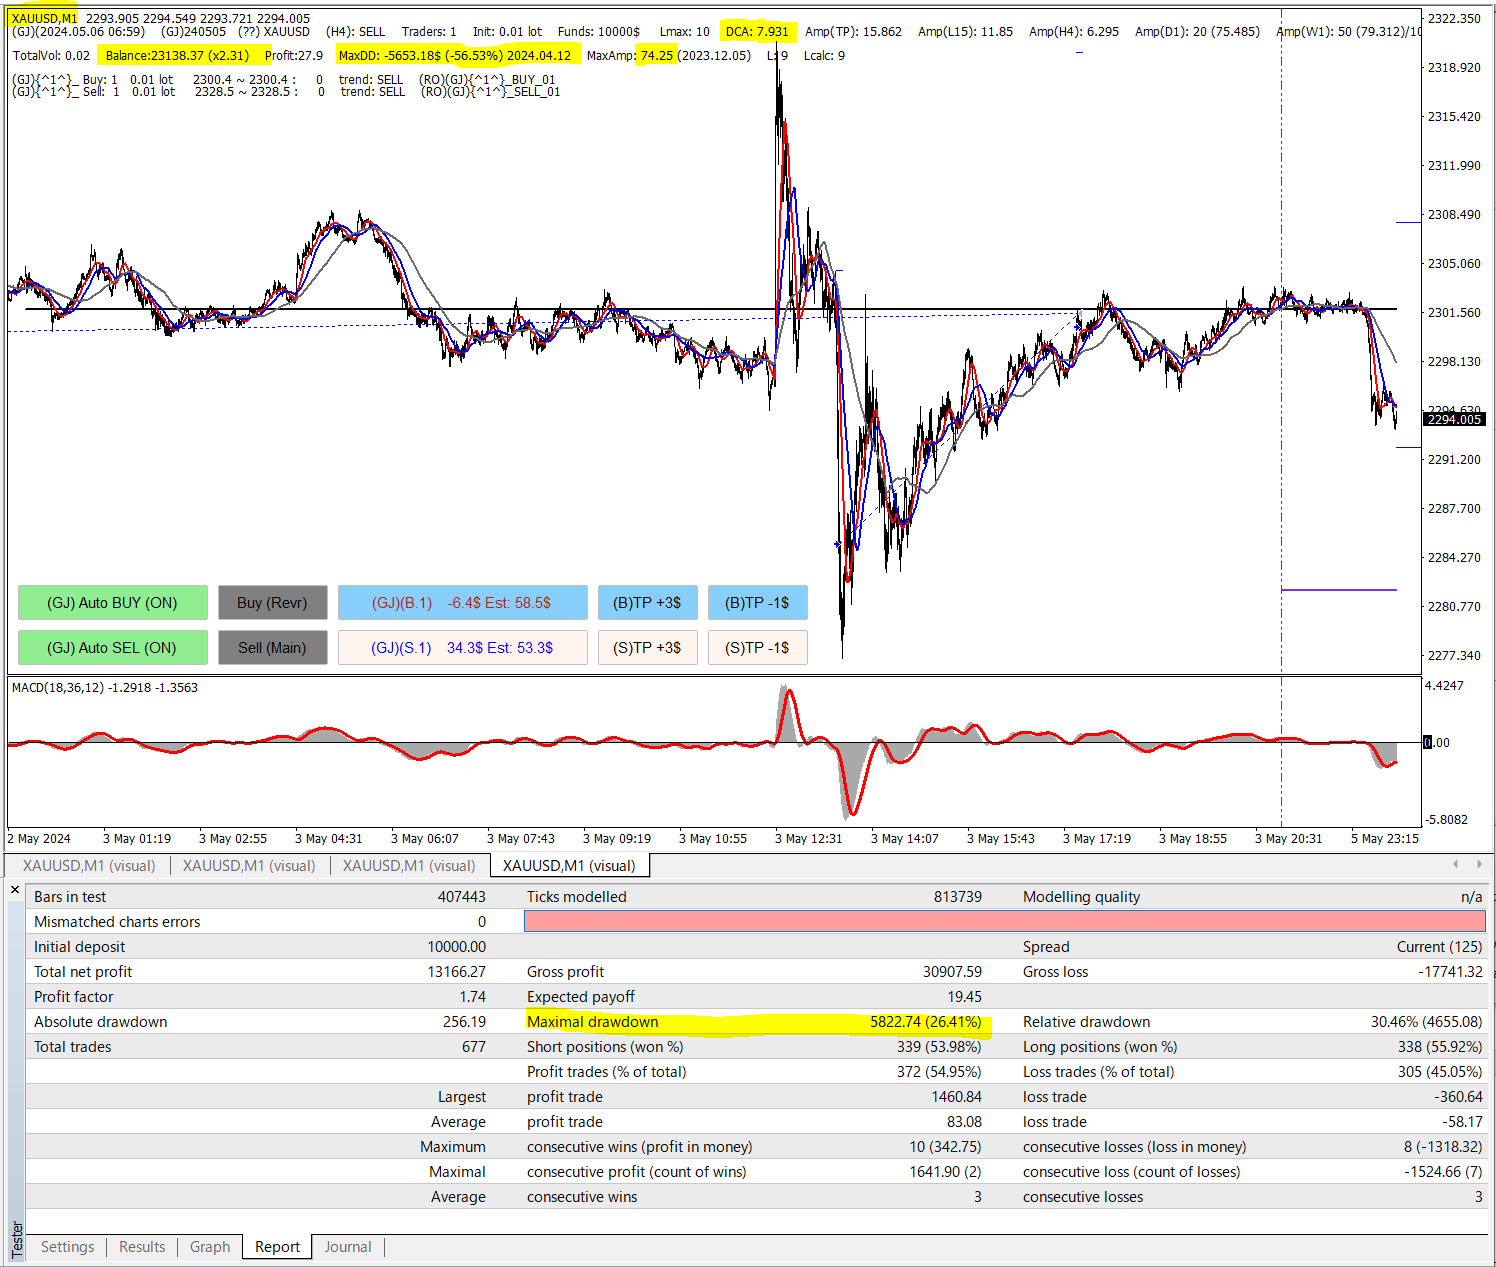 XAUUSD,M1 2293.905 2294.549 2293.721 2294.005
(GJ)(2024.05.06 06:59) (GJ)240505 (??) XAUUSD (H4): SELL Traders: 1 Init: 0.01 lot Funds: 10000$ Lmax: 10 DCA: 7.931 Amp(TP): 15.862 Amp(L15): 11.85 Amp(H4): 6.295 Amp(D1): 20 (75.485) Amp(W1): 50 (79.312)/10
TotalVol: 0.02 Balance:23138.37 (x2.31) Profit:27.9 MaxDD: -5653.18$ (-56.53%) 2024.04.12 MaxAmp: 74.25 (2023.12.05) L: 9 Lcalc: 9
(GJ){^1^}_ Buy: 1 0.01 lot 2300.4 ~ 2300.4 : 0 trend: SELL (RO)(GJ){^1^}_BUY_01
(GJ){^1^}_ Sell: 1 0.01 lot 2328.5 ~ 2328.5 : 0 trend: SELL (RO)(GJ){^1^}_SELL_01
2322.350
2318.920
2315.420
2311.990
2308.490
2305.060
2301.560
2298.130
2294.630
2294.005
2291.200
2287.700
2284.270
2280.770
2277.340
(GJ) Auto BUY (ON) Buy (Revr) (GJ)(B.1) -6.4$ Est: 58.5$ (B)TP +3$ (B)TP -1$
(GJ) Auto SEL (ON) Sell (Main) (GJ)(S.1) 34.3$ Est: 53.3$ (S)TP +3$ (S)TP -1$
MACD(18,36,12) -1.2918 -1.3563
4.4247
0.00
-5.8082
2 May 2024 3 May 01:19 3 May 02:55 3 May 04:31 3 May 06:07 3 May 07:43 3 May 09:19 3 May 10:55 3 May 12:31 3 May 14:07 3 May 15:43 3 May 17:19 3 May 18:55 3 May 20:31 5 May 23:15
XAUUSD,M1 (visual) XAUUSD,M1 (visual) XAUUSD,M1 (visual) XAUUSD,M1 (visual)
Bars in test 407443 Ticks modelled 813739 Modelling quality n/a
Mismatched charts errors 0
Initial deposit 10000.00 Spread Current (125)
Total net profit 13166.27 Gross profit 30907.59 Gross loss -17741.32
Profit factor 1.74 Expected payoff 19.45
Absolute drawdown 256.19 Maximal drawdown 5822.74 (26.41%) Relative drawdown 30.46% (4655.08)
Total trades 677 Short positions (won %) 339 (53.98%) Long positions (won %) 338 (55.92%)
Profit trades (% of total) 372 (54.95%) Loss trades (% of total) 305 (45.05%)
Largest profit trade 1460.84 loss trade -360.64
Average profit trade 83.08 loss trade -58.17
Maximum consecutive wins (profit in money) 10 (342.75) consecutive losses (loss in money) 8 (-1318.32)
Maximal consecutive profit (count of wins) 1641.90 (2) consecutive loss (count of losses) -1524.66 (7)
Average consecutive wins 3 consecutive losses 3
Tester
Settings Results Graph Report Journal